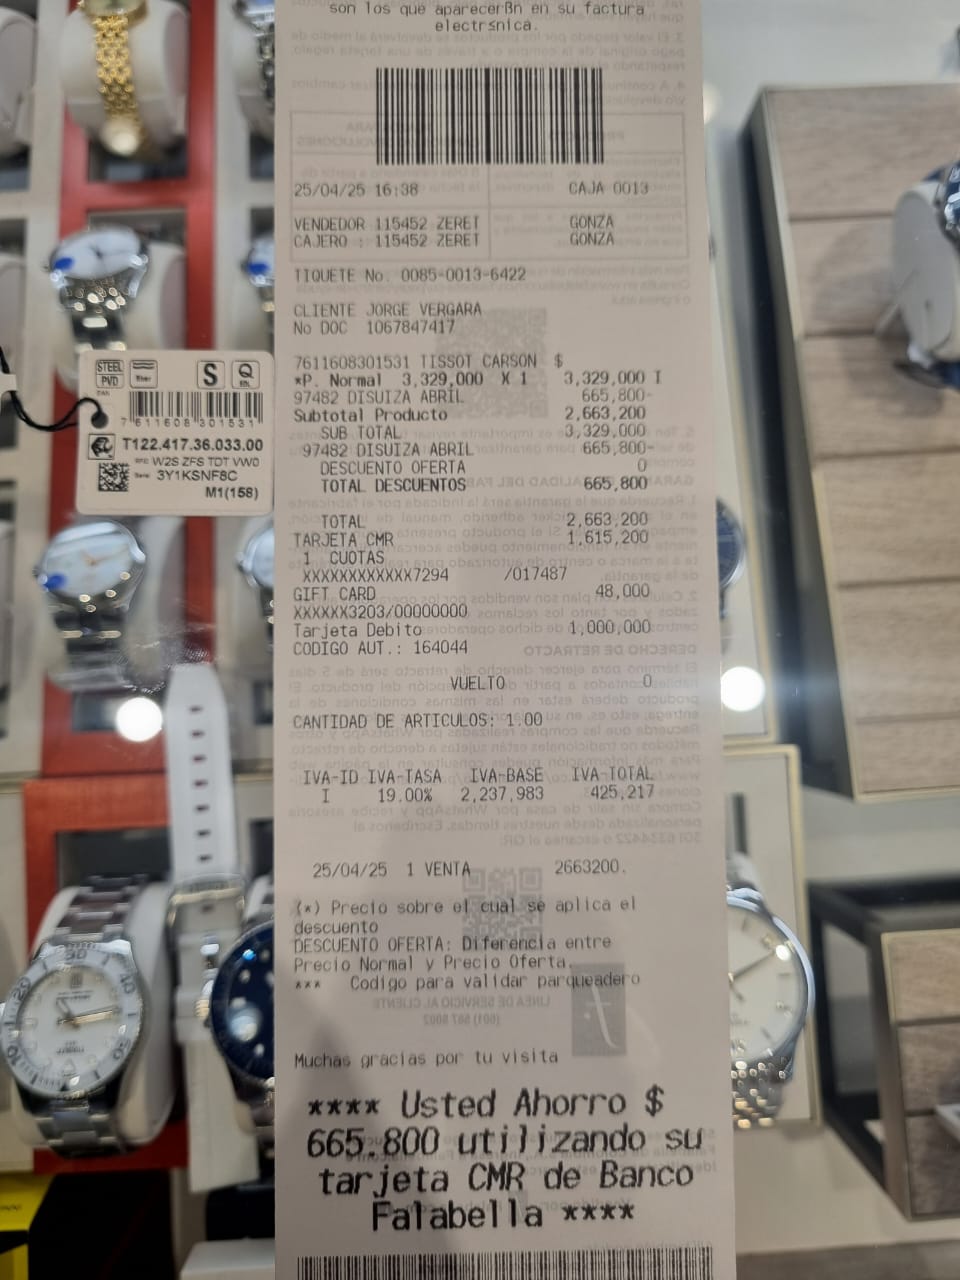 son los que aparecerßn en su factura
electr≤nica.
25/04/25 16:38 CAJA 0013
VENDEDOR 115452 ZERET GONZA
CAJERO : 115452 ZERET GONZA
TIQUETE No. 0085-0013-6422
CLIENTE JORGE VERGARA
No DOC 1067847417
7611608301531 TISSOT CARSON $
*P. Normal 3,329,000 X 1 3,329,000 I
97482 DISUIZA ABRIL 665,800-
Subtotal Producto 2,663,200
SUB TOTAL 3,329,000
97482 DISUIZA ABRIL 665,800-
DESCUENTO OFERTA 0
TOTAL DESCUENTOS 665,800
TOTAL 2,663,200
TARJETA CMR 1,615,200
1 CUOTAS
XXXXXXXXXXXX7294 /017487
GIFT CARD 48,000
XXXXXX3203/00000000
Tarjeta Debito 1,000,000
CODIGO AUT.: 164044
VUELTO 0
CANTIDAD DE ARTICULOS: 1.00
IVA-ID IVA-TASA IVA-BASE IVA-TOTAL
I 19.00% 2,237,983 425,217
25/04/25 1 VENTA 2663200.
(*) Precio sobre el cual se aplica el
descuento
DESCUENTO OFERTA: Diferencia entre
Precio Normal y Precio Oferta.
*** Codigo para validar parqueadero
Muchas gracias por tu visita
**** Usted Ahorro $
665.800 utilizando su
tarjeta CMR de Banco
Falabella ****
STEEL
PVD
S
Q
7 611608 301531
T122.417.36.033.00
W2S ZFS TDT VW0
3Y1KSNF8C
M1(158)